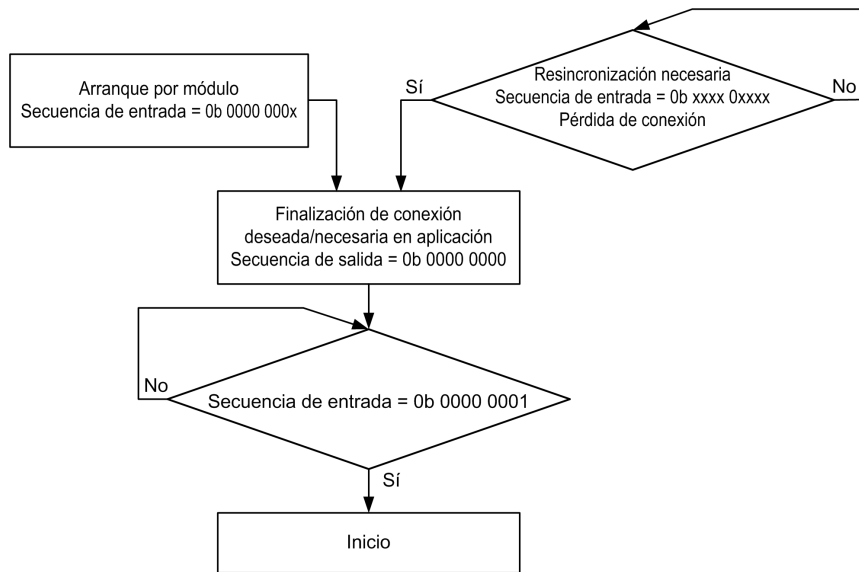 Arranque por módulo
Secuencia de entrada = 0b 0000 000x
Resincronización necesaria
Secuencia de entrada = 0b xxxx 0xxxx
Pérdida de conexión
Sí
No
Finalización de conexión
deseada/necesaria en aplicación
Secuencia de salida = 0b 0000 0000
No
Secuencia de entrada = 0b 0000 0001
Sí
Inicio